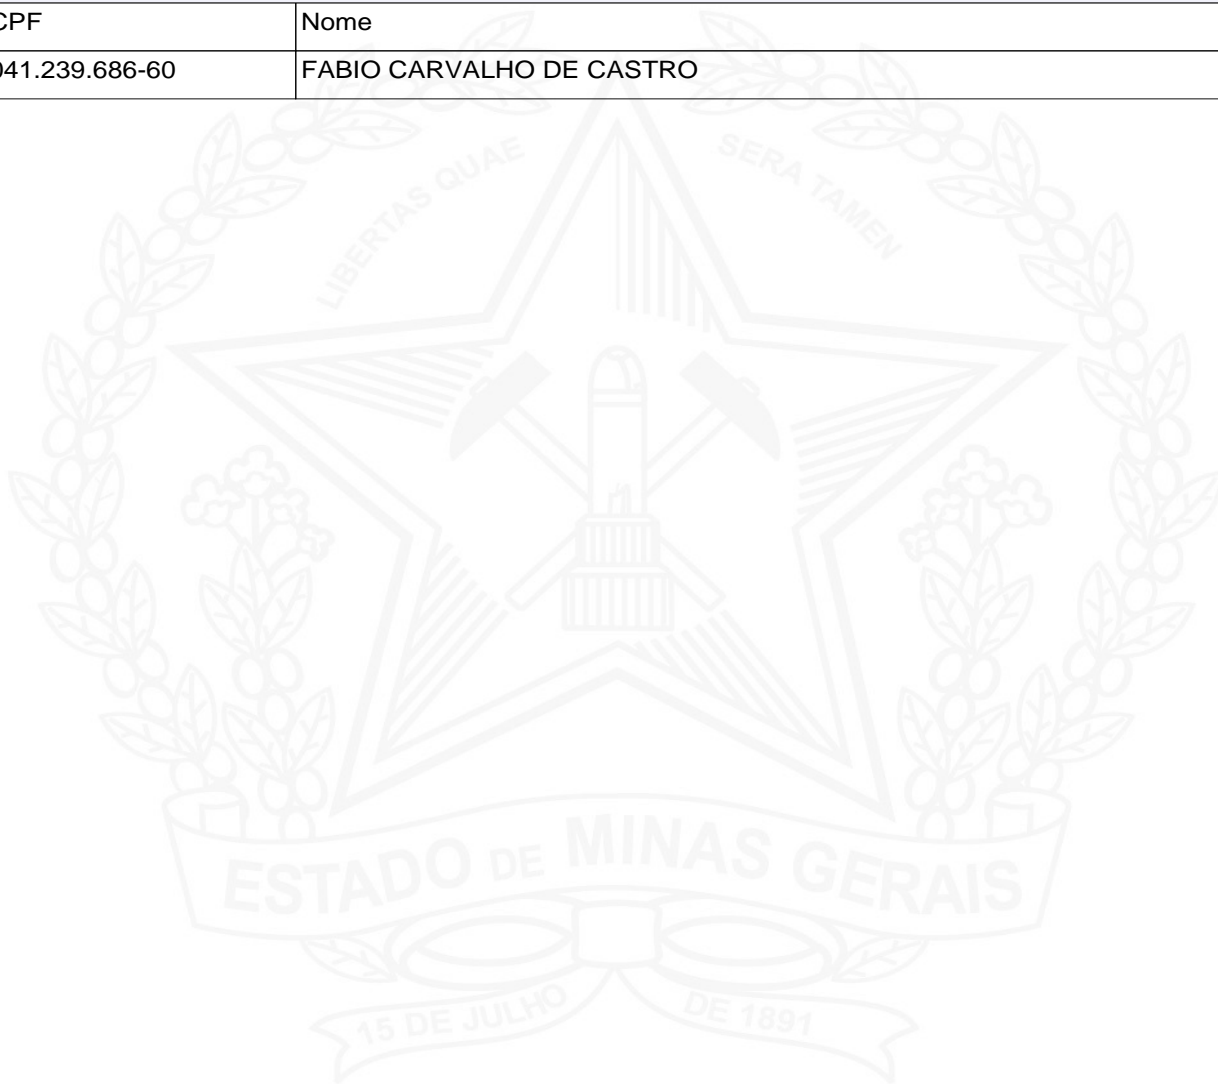 CPF Nome
041.239.686-60 FABIO CARVALHO DE CASTRO
LIBERTAS QUAE SERA TAMEN
ESTADO DE MINAS GERAIS
15 DE JULHO DE 1891